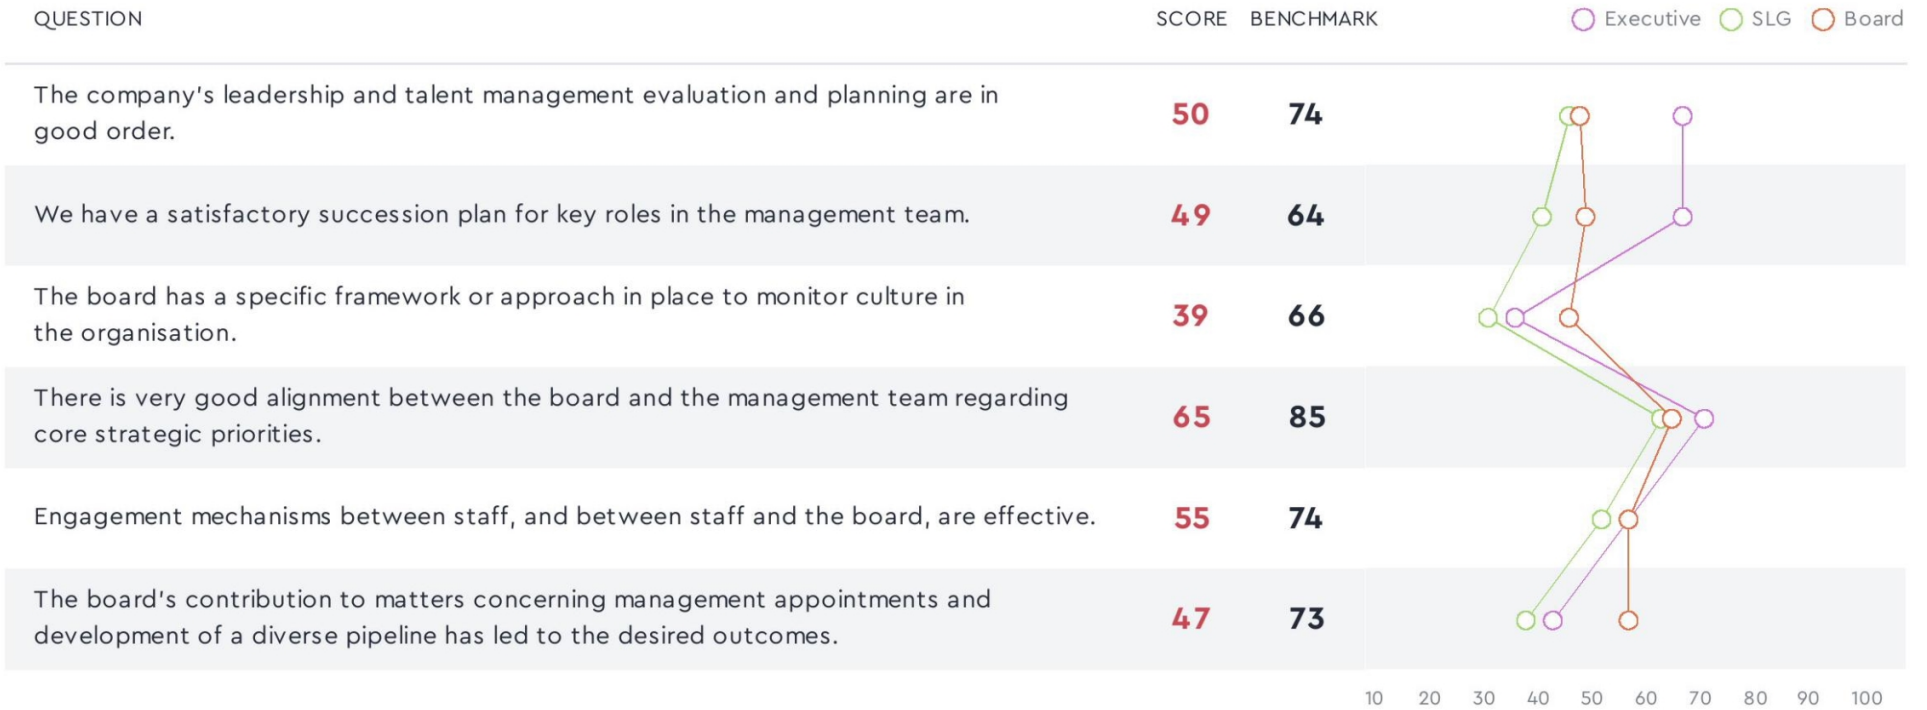 QUESTION SCORE BENCHMARK Executive SLG Board
The company's leadership and talent management evaluation and planning are in
good order.
50 74
We have a satisfactory succession plan for key roles in the management team. 49 64
The board has a specific framework or approach in place to monitor culture in
the organisation.
39 66
There is very good alignment between the board and the management team regarding
core strategic priorities.
65 85
Engagement mechanisms between staff, and between staff and the board, are effective. 55 74
The board's contribution to matters concerning management appointments and
development of a diverse pipeline has led to the desired outcomes.
47 73
10 20 30 40 50 60 70 80 90 100